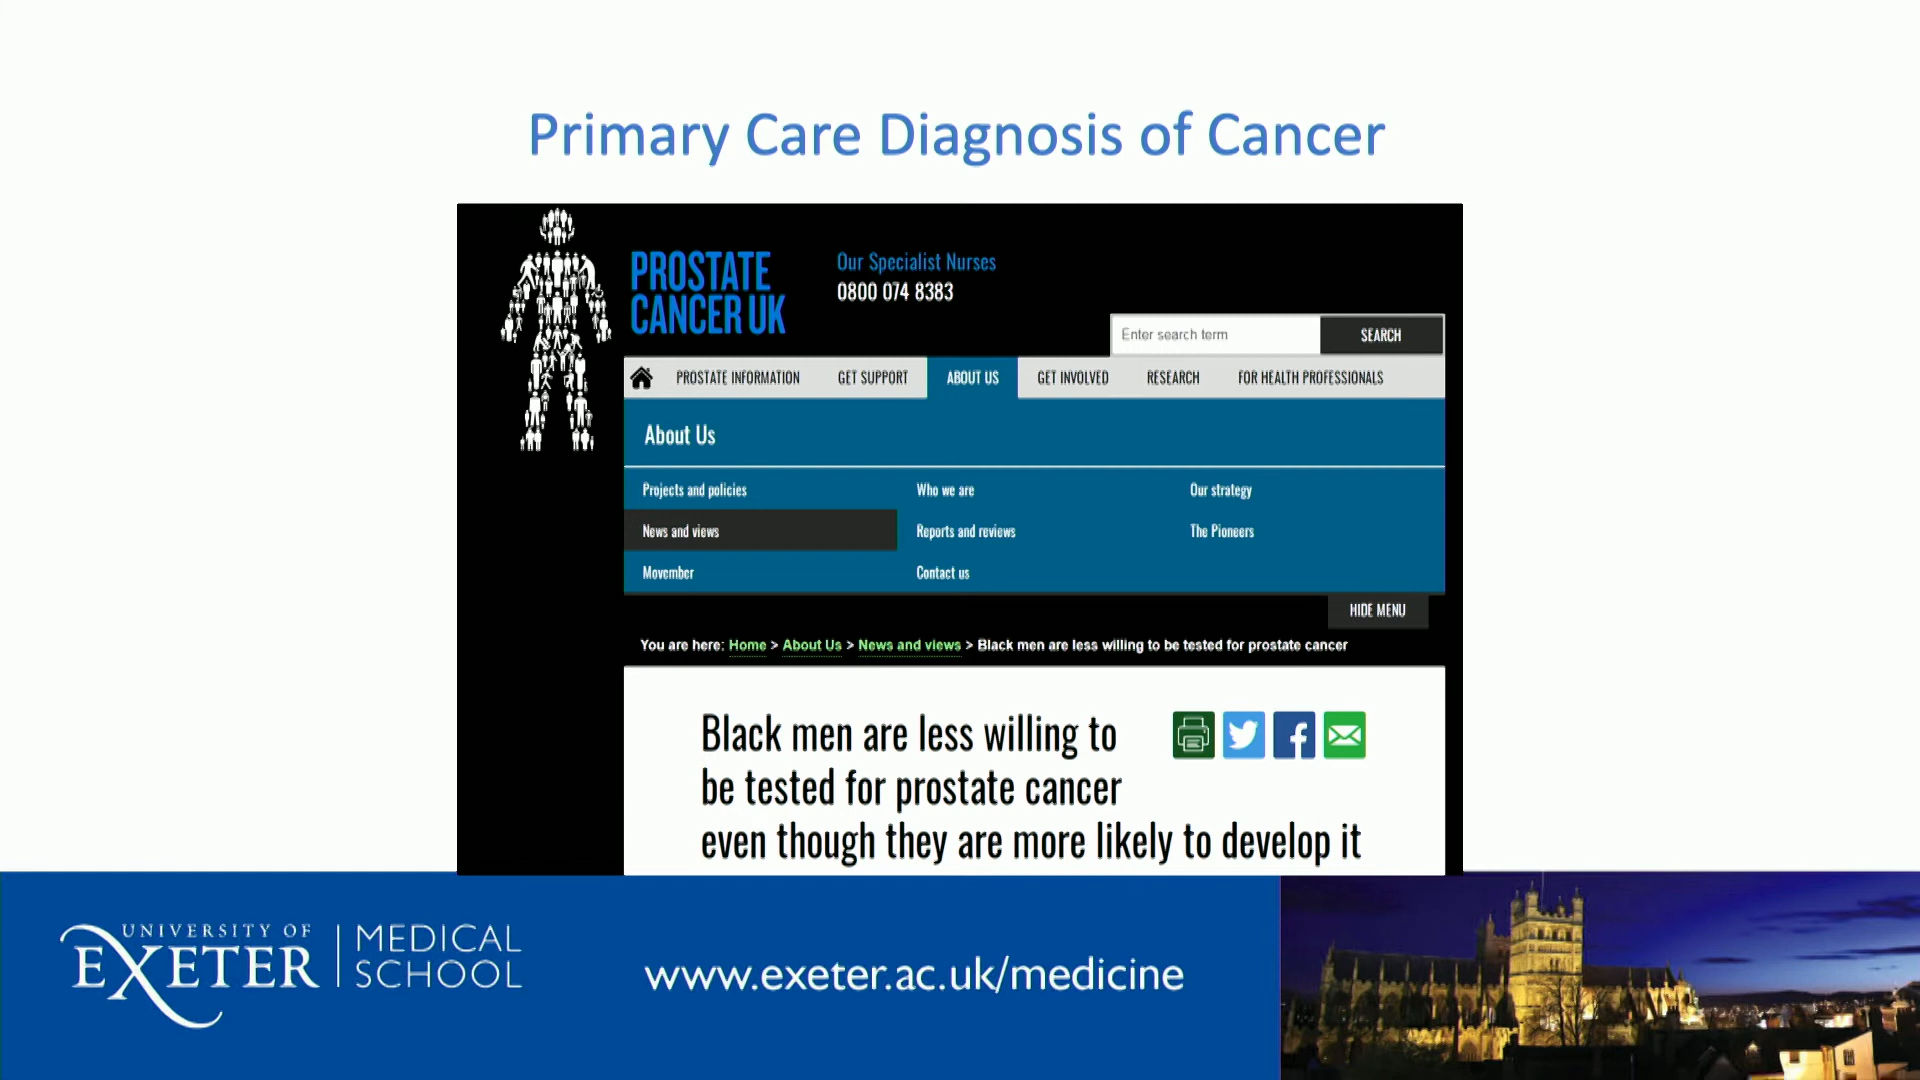 Primary Care Diagnosis of Cancer
PROSTATE
CANCER UK
Our Specialist Nurses
0800 074 8383
Enter search term
SEARCH
PROSTATE INFORMATION GET SUPPORT ABOUT US GET INVOLVED RESEARCH FOR HEALTH PROFESSIONALS
About Us
Projects and policies Who we are Our strategy
News and views Reports and reviews The Pioneers
Movember Contact us
HIDE MENU
You are here: Home > About Us > News and views > Black men are less willing to be tested for prostate cancer
Black men are less willing to
be tested for prostate cancer
even though they are more likely to develop it
UNIVERSITY OF
EXETER
MEDICAL
SCHOOL
www.exeter.ac.uk/medicine